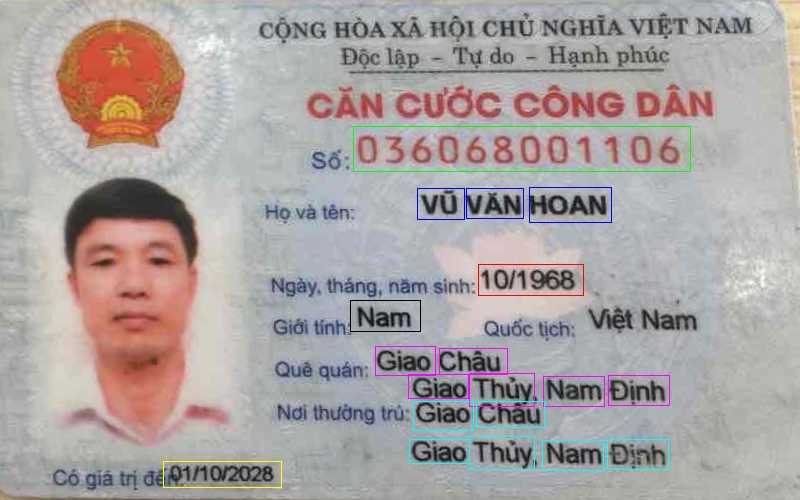 CỘNG HÒA XÃ HỘI CHỦ NGHĨA VIỆT NAM
Độc lập - Tự do - Hạnh phúc
CĂN CƯỚC CÔNG DÂN
Số: 036068001106
Họ và tên: VŨ VĂN HOAN
Ngày, tháng, năm sinh: 10/1968
Giới tính: Nam Quốc tịch: Việt Nam
Quê quán: Giao Châu
Giao Thủy, Nam Định
Nơi thường trú: Giao Châu
Giao Thủy, Nam Định
Có giá trị đến: 01/10/2028